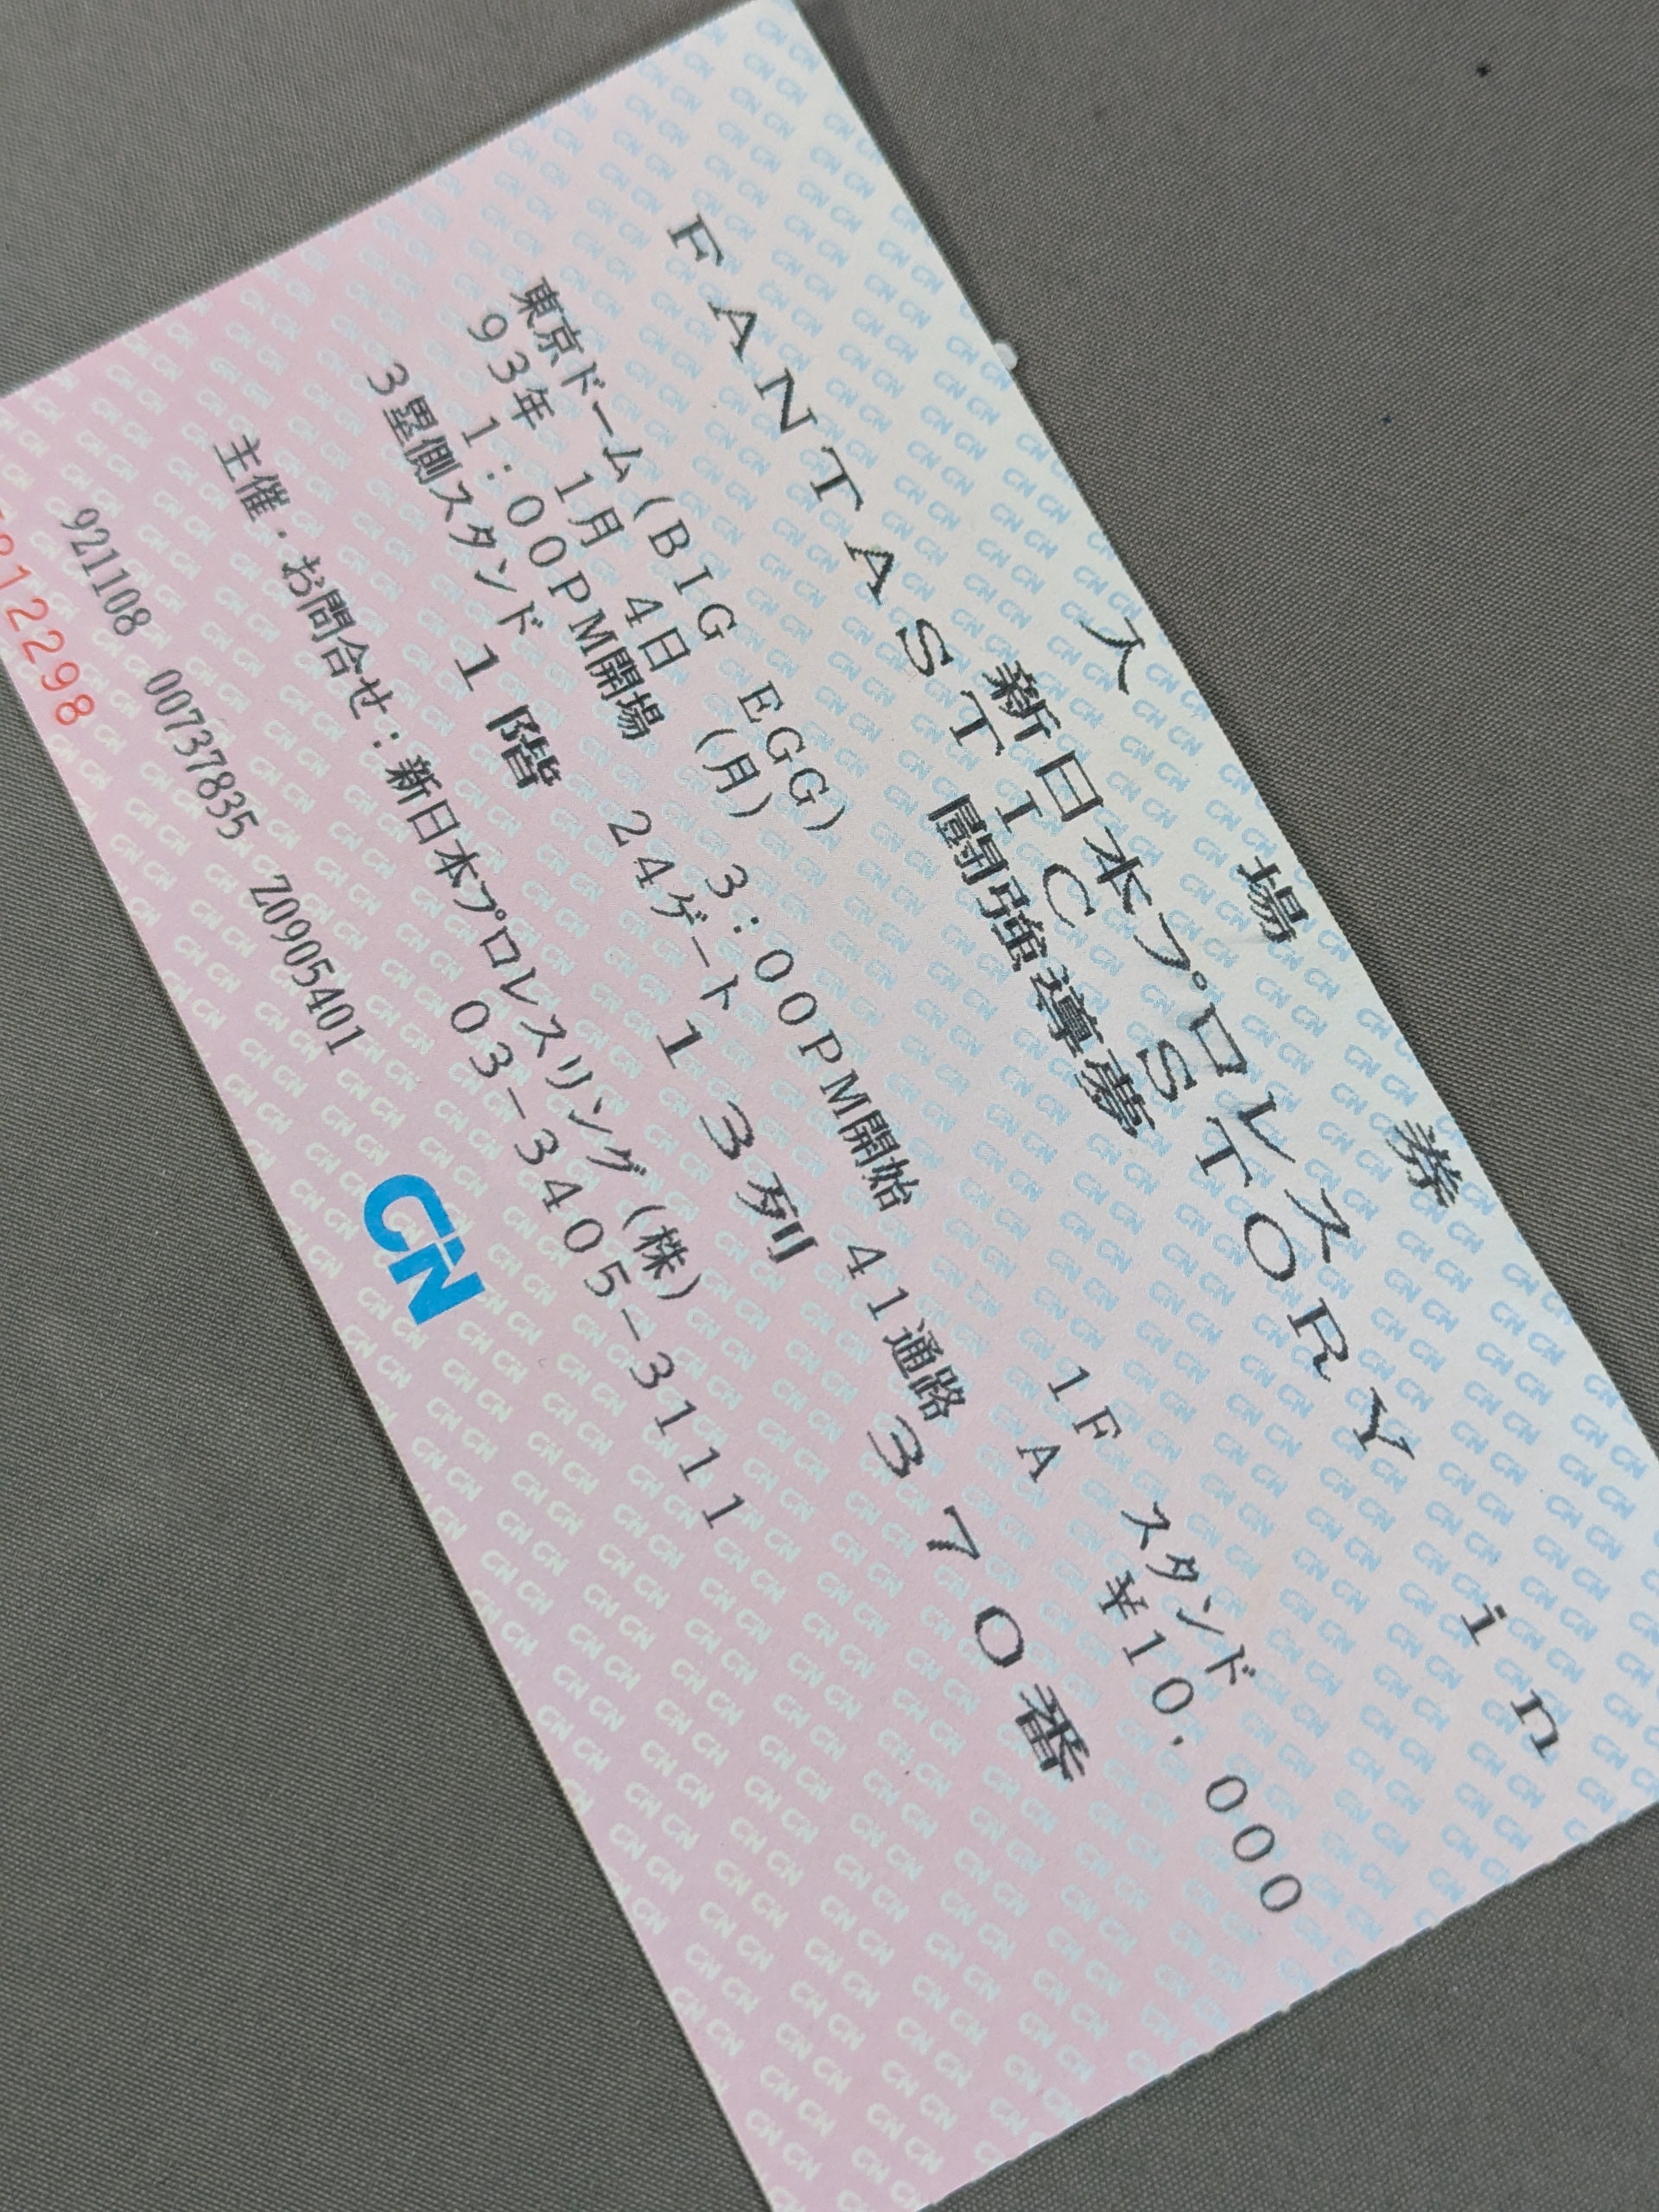 入場券
新日本プロレス
FANTASTIC STORY in
闘強導夢
東京ドーム(BIG EGG) 1F スタンド
93年 1月 4日 (月) 3:00PM開始 A ¥10,000
1:00PM開場
3塁側スタンド 24ゲート 41通路
1階 13列 370番
主催・お問合せ:新日本プロレスリング(株)
03-3405-3111
921108 00737835 Z0905401
CN
12298